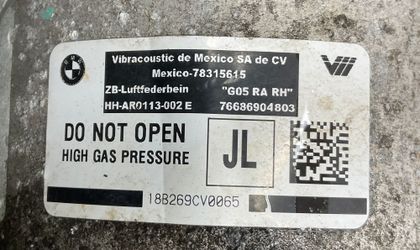 BMW
Vibracoustic de Mexico SA de CV
Mexico-78315615
ZB-Luftfederbein "G05 RA RH"
HH-AR0113-002 E 76686904803
DO NOT OPEN
HIGH GAS PRESSURE
JL
18B269CV0065